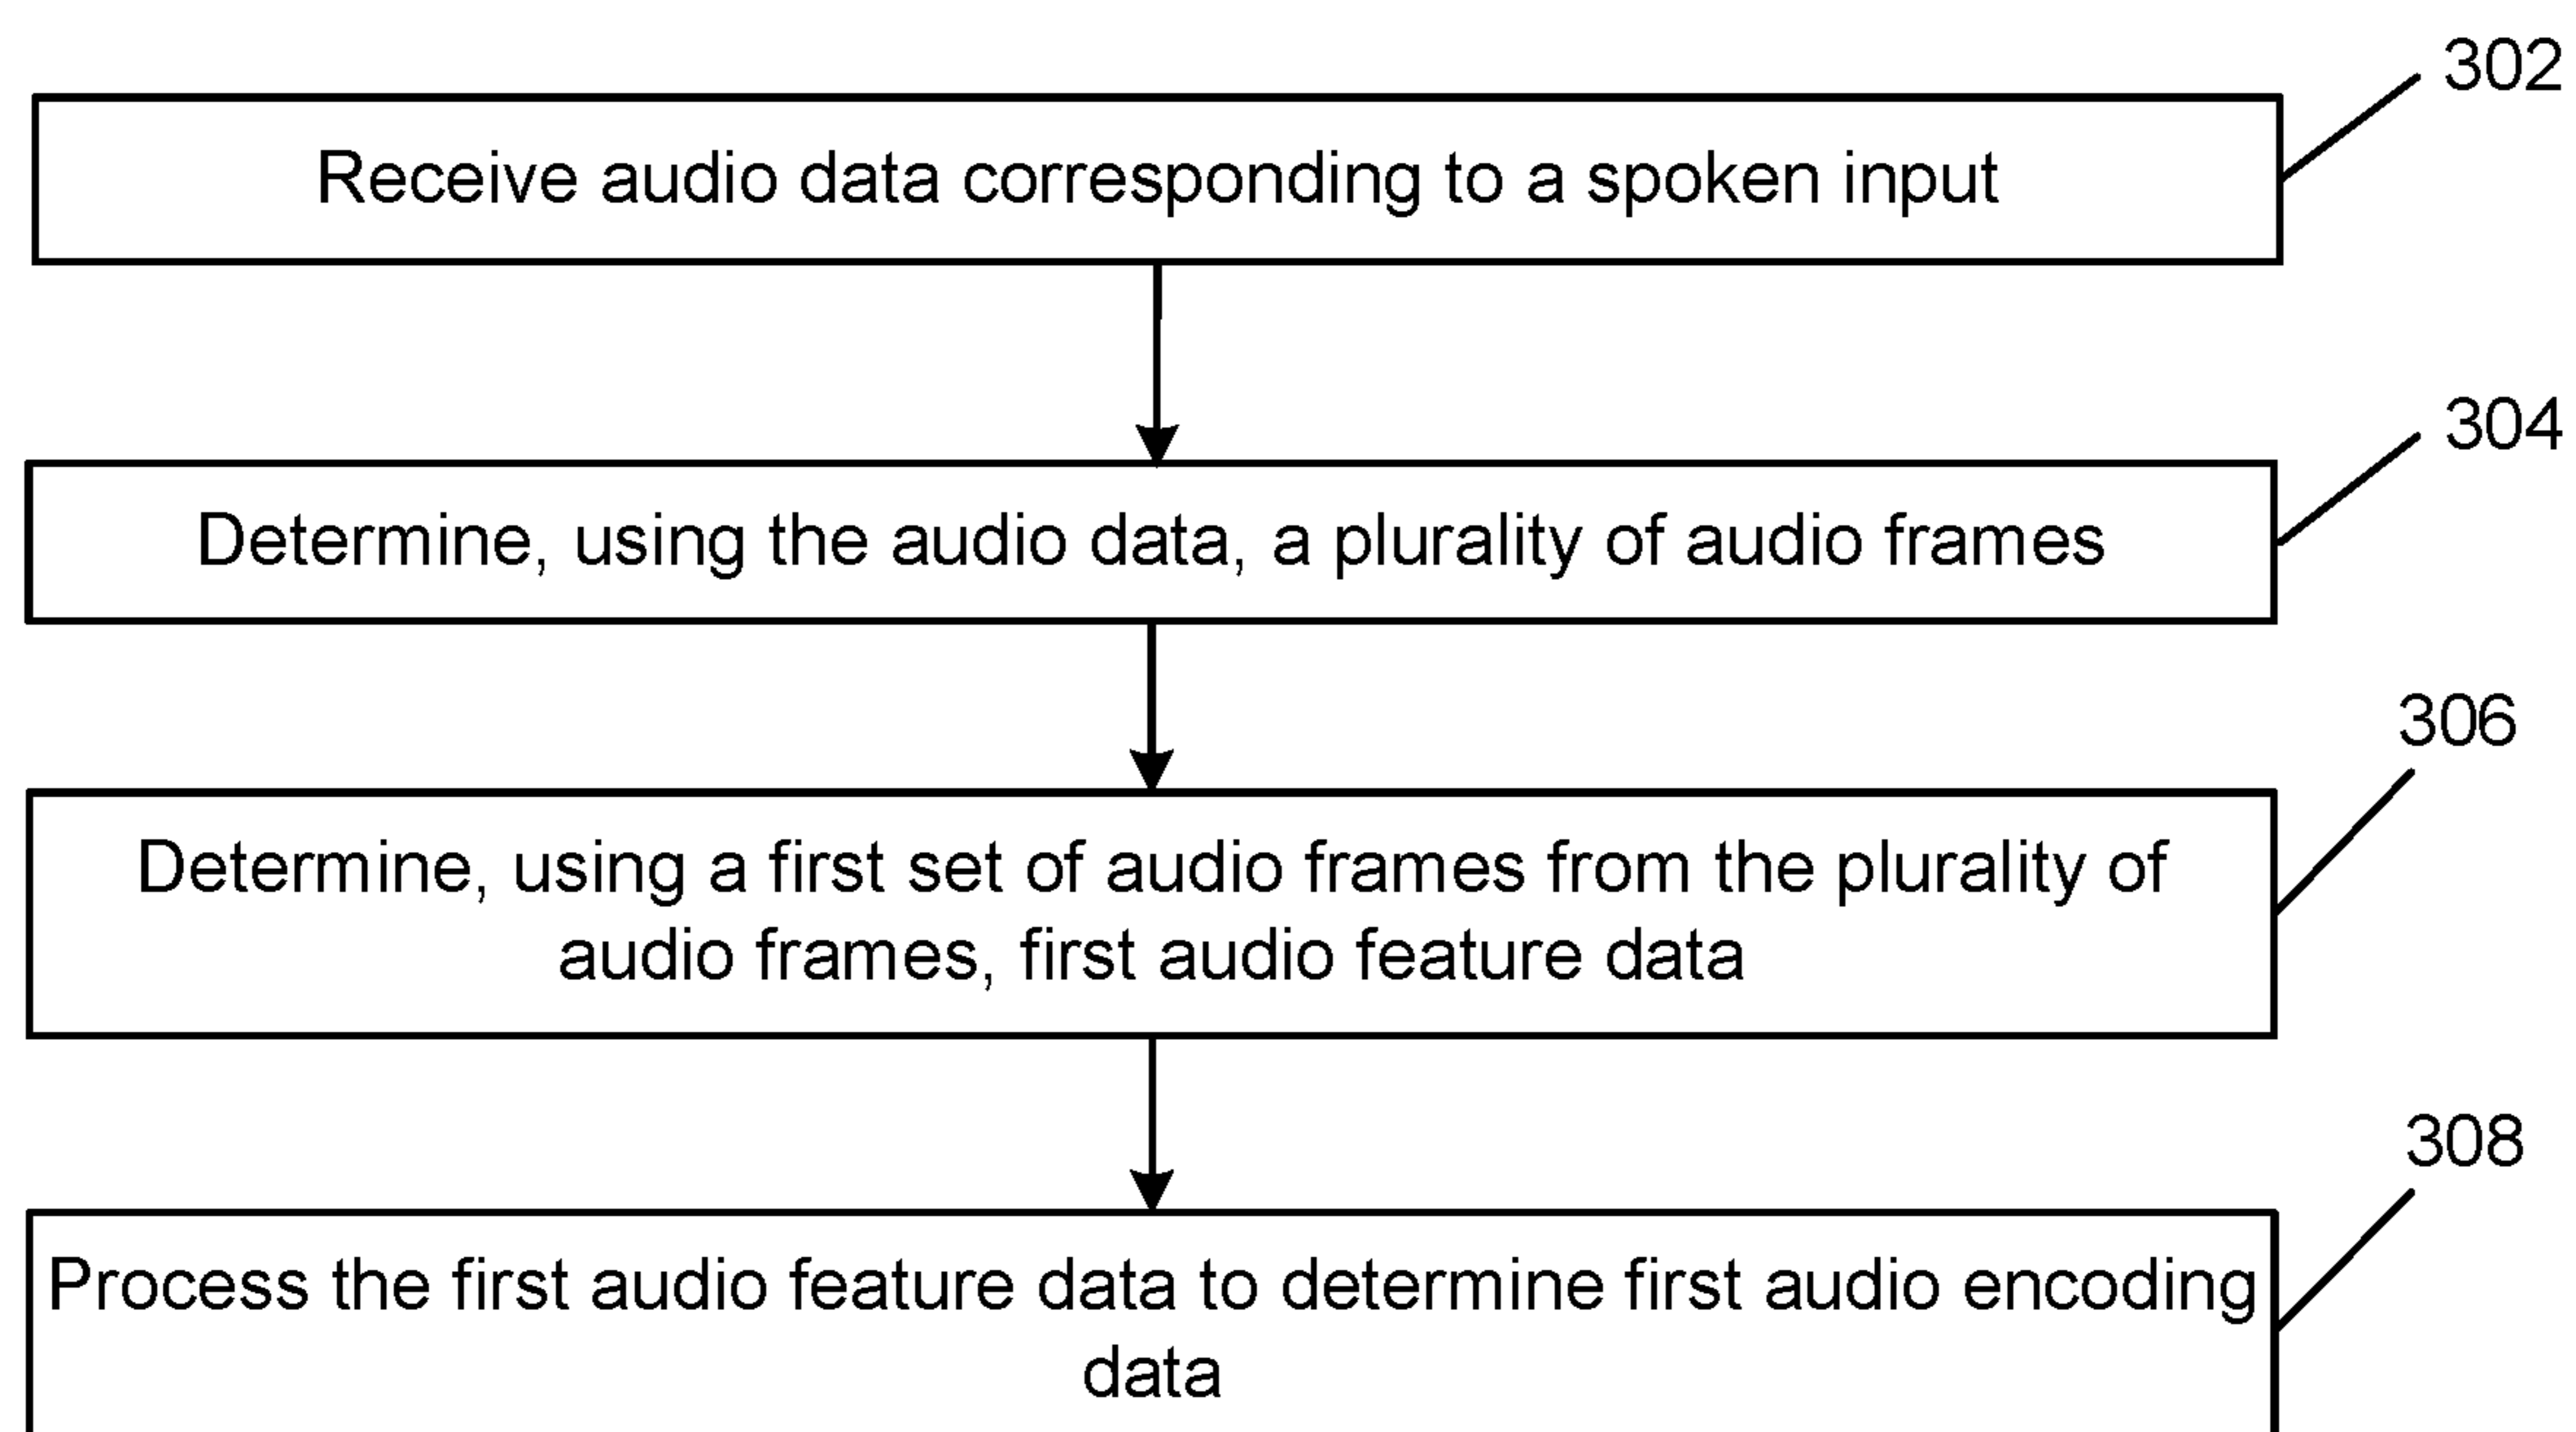 302
Receive audio data corresponding to a spoken input
304
Determine, using the audio data, a plurality of audio frames
306
Determine, using a first set of audio frames from the plurality of
audio frames, first audio feature data
308
Process the first audio feature data to determine first audio encoding
data